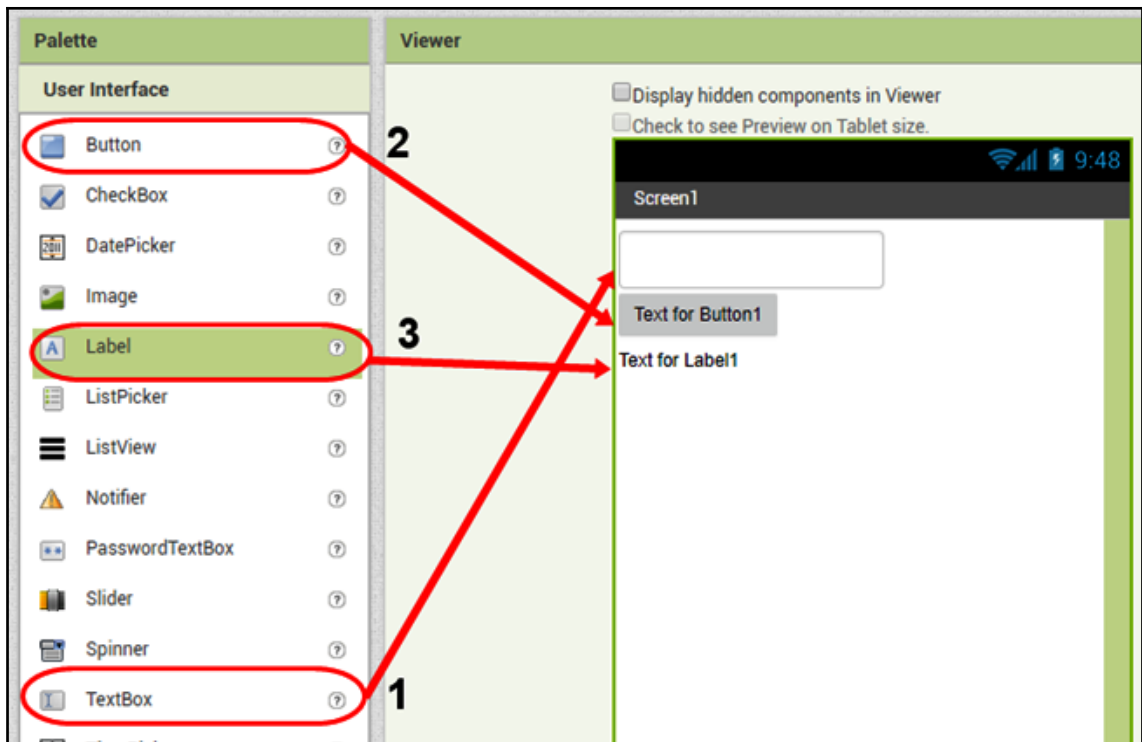 Palette
User Interface
Button
?
CheckBox
?
DatePicker
?
Image
?
A
Label
?
ListPicker
?
ListView
?
Notifier
?
PasswordTextBox
?
Slider
?
Spinner
?
TextBox
?
2
3
1
Viewer
Display hidden components in Viewer
Check to see Preview on Tablet size.
9:48
Screen1
Text for Button1
Text for Label1